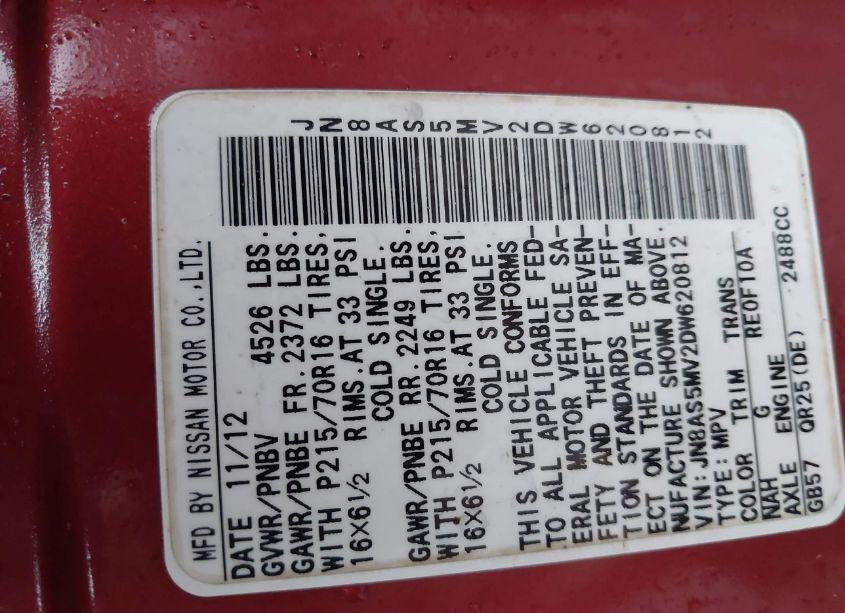 MFD BY NISSAN MOTOR CO.,LTD.
DATE 11/12
GVWR/PNBV 4526 LBS.
GAWR/PNBE FR.2372 LBS.
WITH P215/70R16 TIRES,
16X6½ RIMS.AT 33 PSI
COLD SINGLE.
GAWR/PNBE RR.2249 LBS.
WITH P215/70R16 TIRES,
16X6½ RIMS.AT 33 PSI
COLD SINGLE.
THIS VEHICLE CONFORMS
TO ALL APPLICABLE FED-
ERAL MOTOR VEHICLE SA-
FETY AND THEFT PREVEN-
TION STANDARDS IN EFF-
ECT ON THE DATE OF MA-
NUFACTURE SHOWN ABOVE.
VIN:JN8AS5MV2DW620812
TYPE:MPV
COLOR TRIM TRANS
NAH G REOF10A
AXLE ENGINE
GB57 QR25(DE) 2488CC
JN8AS5MV2DW620812